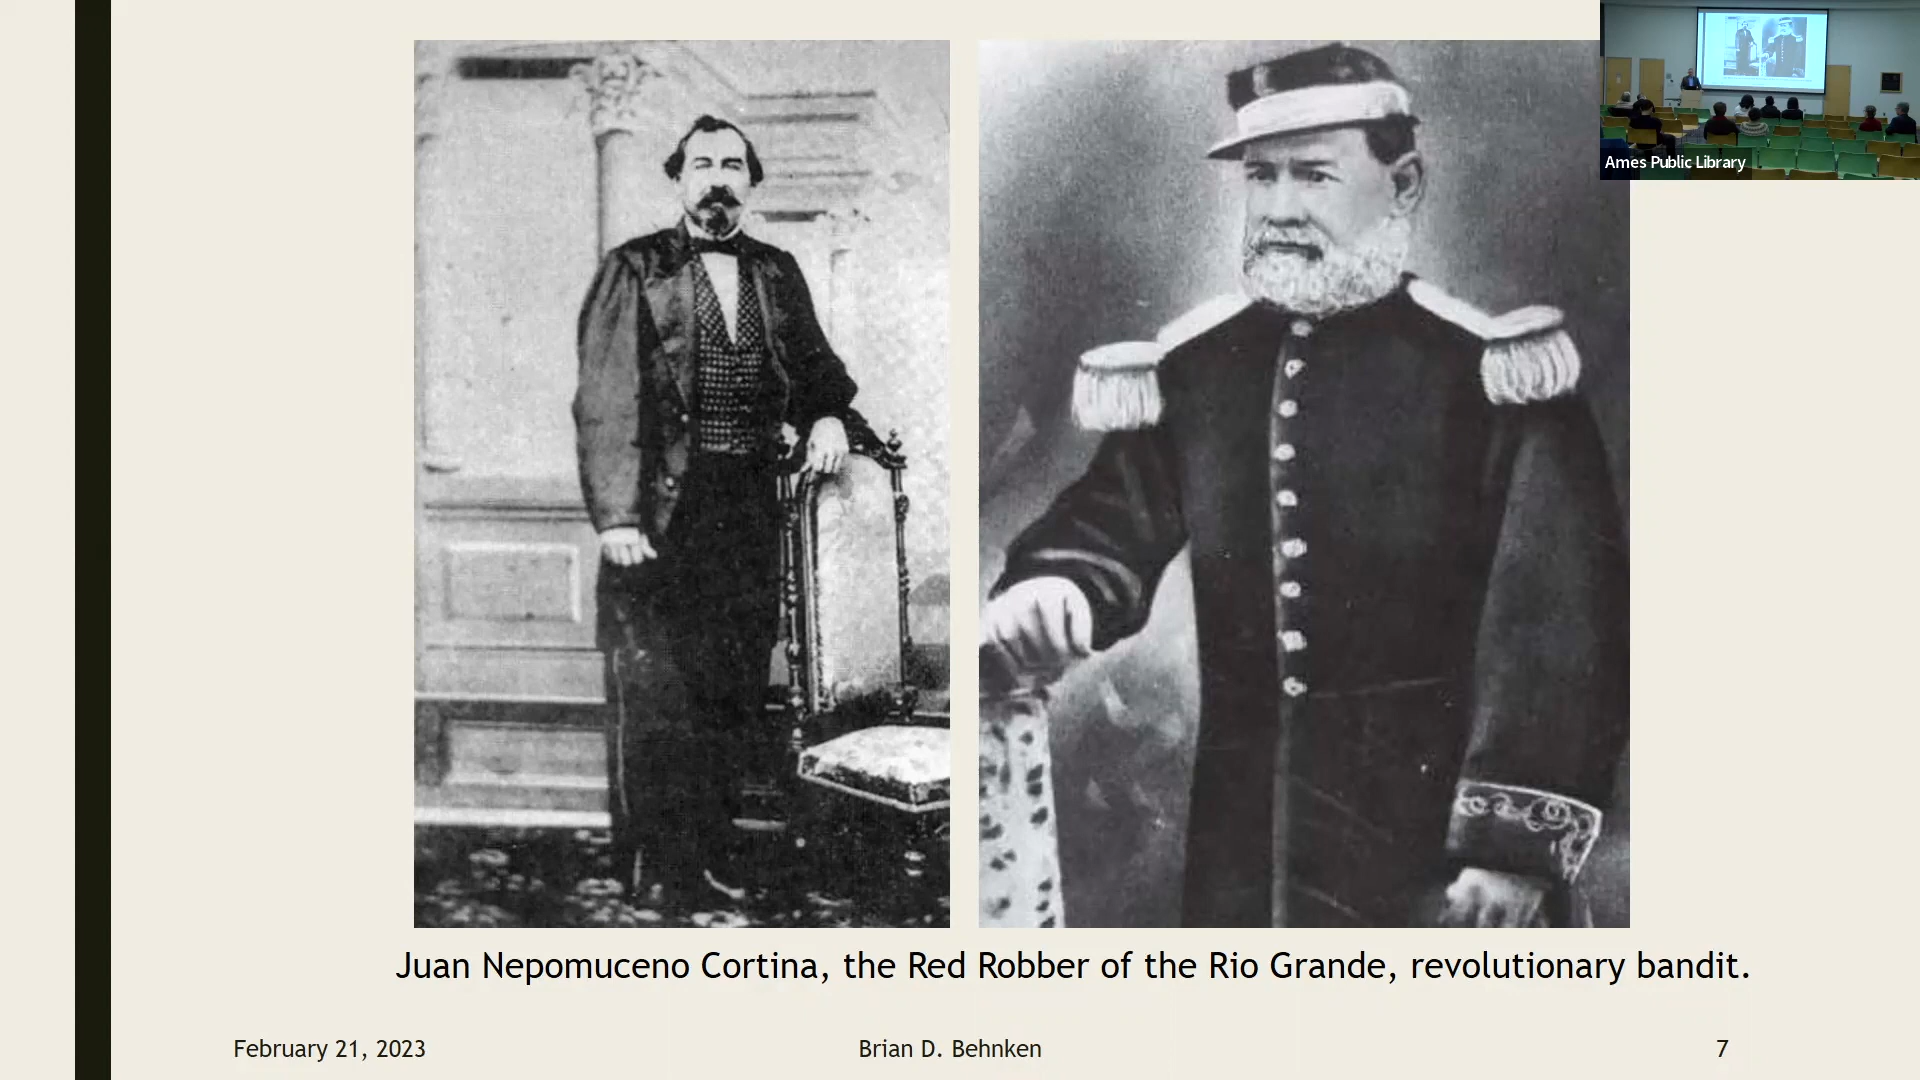 Ames Public Library
Juan Nepomuceno Cortina, the Red Robber of the Rio Grande, revolutionary bandit.
February 21, 2023
Brian D. Behnken
7